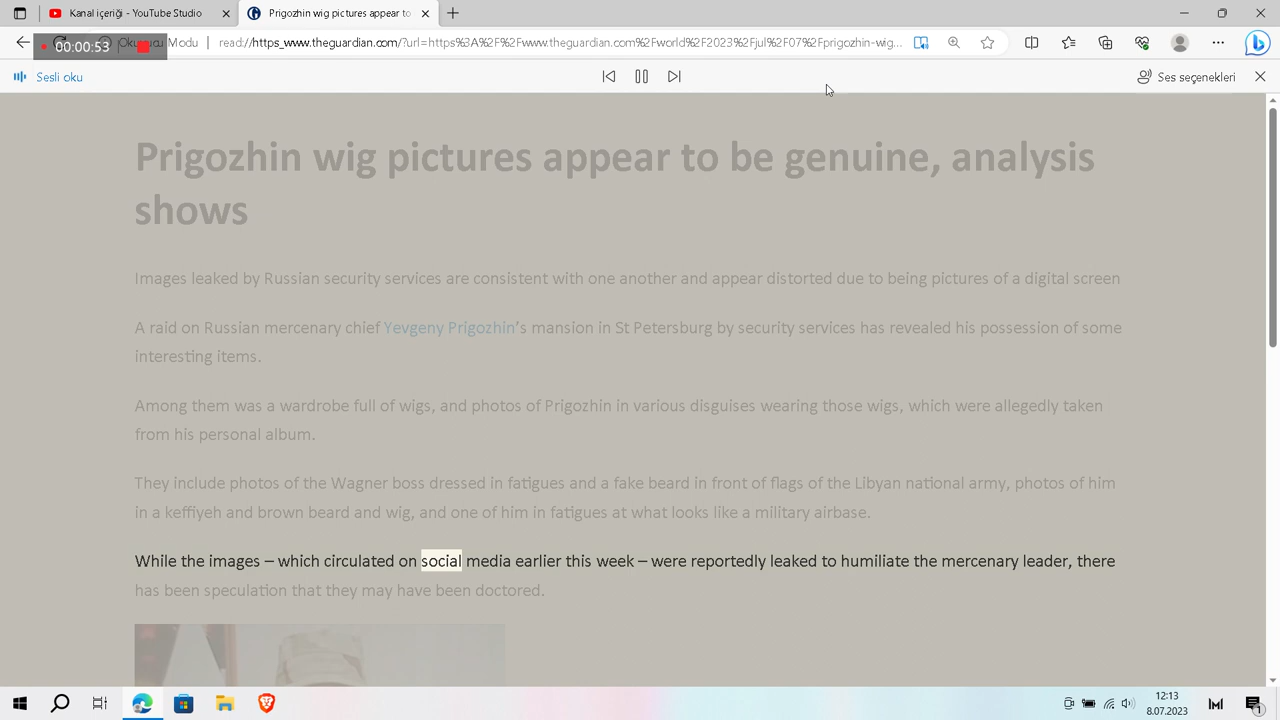 Kanal içeriği - YouTube Studio
Prigozhin wig pictures appear to
00:00:53
Modu
read://https_www.theguardian.com/?url=https%3A%2F%2Fwww.theguardian.com%2Fworld%2F2023%2Fjul%2F07%2Fprigozhin-wig...
Sesli oku
Ses seçenekleri
Prigozhin wig pictures appear to be genuine, analysis
shows
Images leaked by Russian security services are consistent with one another and appear distorted due to being pictures of a digital screen
A raid on Russian mercenary chief Yevgeny Prigozhin's mansion in St Petersburg by security services has revealed his possession of some
interesting items.
Among them was a wardrobe full of wigs, and photos of Prigozhin in various disguises wearing those wigs, which were allegedly taken
from his personal album.
They include photos of the Wagner boss dressed in fatigues and a fake beard in front of flags of the Libyan national army, photos of him
in a keffiyeh and brown beard and wig, and one of him in fatigues at what looks like a military airbase.
While the images – which circulated on social media earlier this week – were reportedly leaked to humiliate the mercenary leader, there
has been speculation that they may have been doctored.
12:13
8.07.2023
1